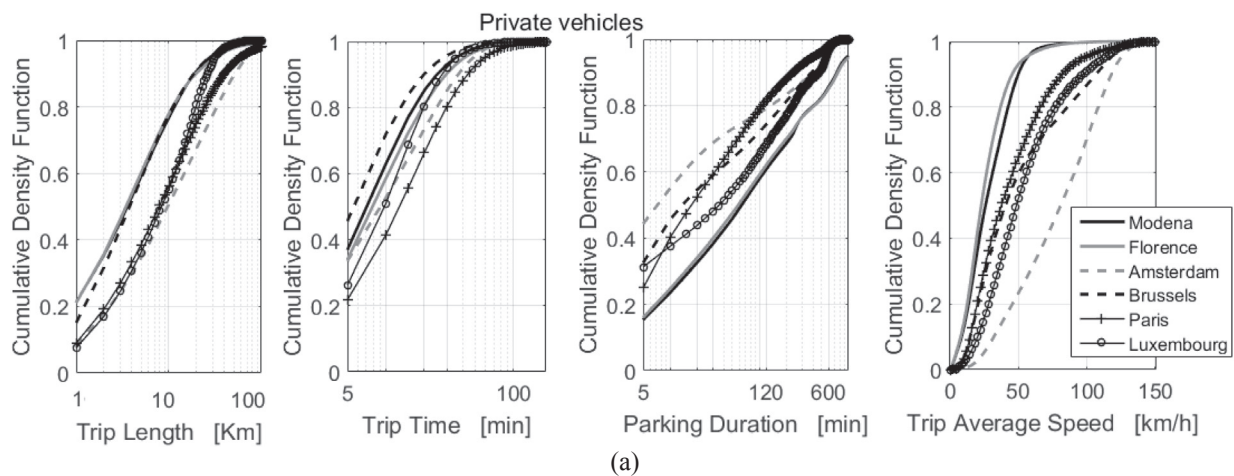 Private vehicles
Cumulative Density Function
1
0.8
0.6
0.4
0.2
0
1 10 100
Trip Length [Km]
Cumulative Density Function
1
0.8
0.6
0.4
0.2
0
5 100
Trip Time [min]
Cumulative Density Function
1
0.8
0.6
0.4
0.2
0
5 120 600
Parking Duration [min]
Cumulative Density Function
1
0.8
0.6
0.4
0.2
0
0 50 100 150
Trip Average Speed [km/h]
Modena
Florence
Amsterdam
Brussels
Paris
Luxembourg
(a)